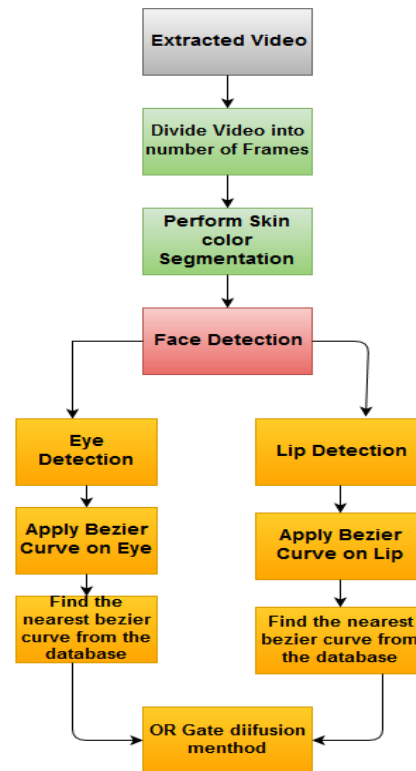 Extracted Video
Divide Video into
number of Frames
Perform Skin
color
Segmentation
Face Detection
Eye
Detection
Apply Bezier
Curve on Eye
Find the
nearest bezier
curve from the
database
Lip Detection
Apply Bezier
Curve on Lip
Find the nearest
bezier curve from
the database
OR Gate diifusion
menthod